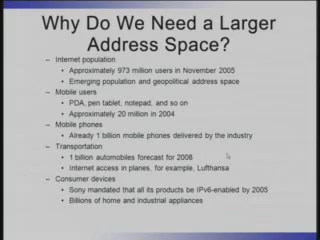 Why Do We Need a Larger
Address Space?
– Internet population
• Approximately 973 million users in November 2005
• Emerging population and geopolitical address space
– Mobile users
• PDA, pen tablet, notepad, and so on
• Approximately 20 million in 2004
– Mobile phones
• Already 1 billion mobile phones delivered by the industry
– Transportation
• 1 billion automobiles forecast for 2008
• Internet access in planes, for example, Lufthansa
– Consumer devices
• Sony mandated that all its products be IPv6-enabled by 2005
• Billions of home and industrial appliances